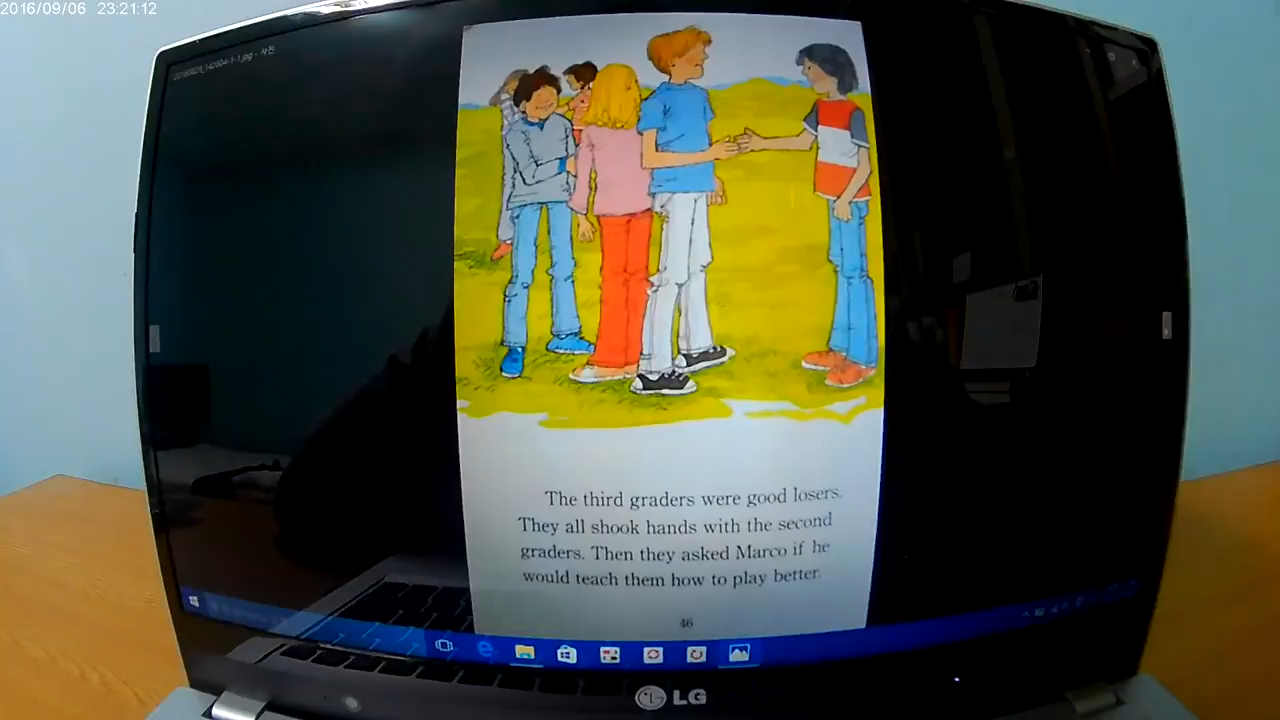 2016/09/06 23:21:12
The third graders were good losers.
They all shook hands with the second
graders. Then they asked Marco if he
would teach them how to play better.
46
LG